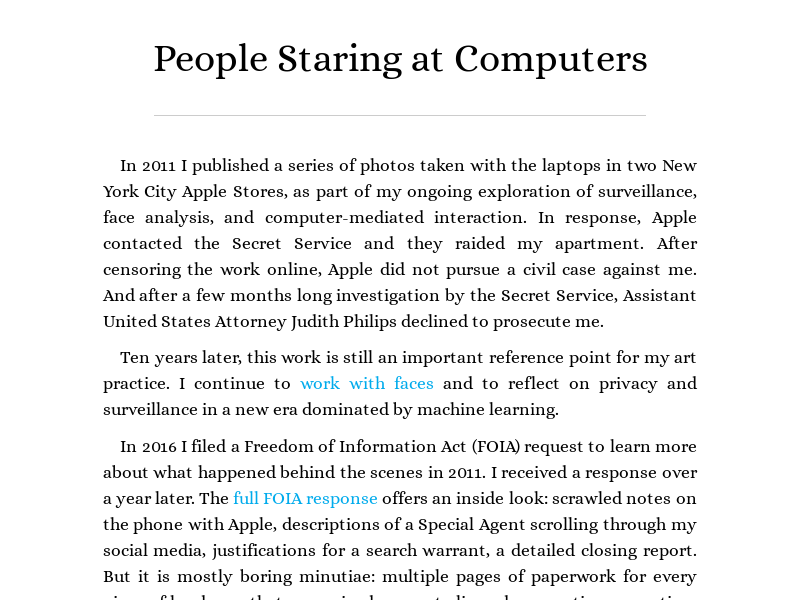 People Staring at Computers
In 2011 I published a series of photos taken with the laptops in two New
York City Apple Stores, as part of my ongoing exploration of surveillance,
face analysis, and computer-mediated interaction. In response, Apple
contacted the Secret Service and they raided my apartment. After
censoring the work online, Apple did not pursue a civil case against me.
And after a few months long investigation by the Secret Service, Assistant
United States Attorney Judith Philips declined to prosecute me.
Ten years later, this work is still an important reference point for my art
practice. I continue to work with faces and to reflect on privacy and
surveillance in a new era dominated by machine learning.
In 2016 I filed a Freedom of Information Act (FOIA) request to learn more
about what happened behind the scenes in 2011. I received a response over
a year later. The full FOIA response offers an inside look: scrawled notes on
the phone with Apple, descriptions of a Special Agent scrolling through my
social media, justifications for a search warrant, a detailed closing report.
But it is mostly boring minutiae: multiple pages of paperwork for every